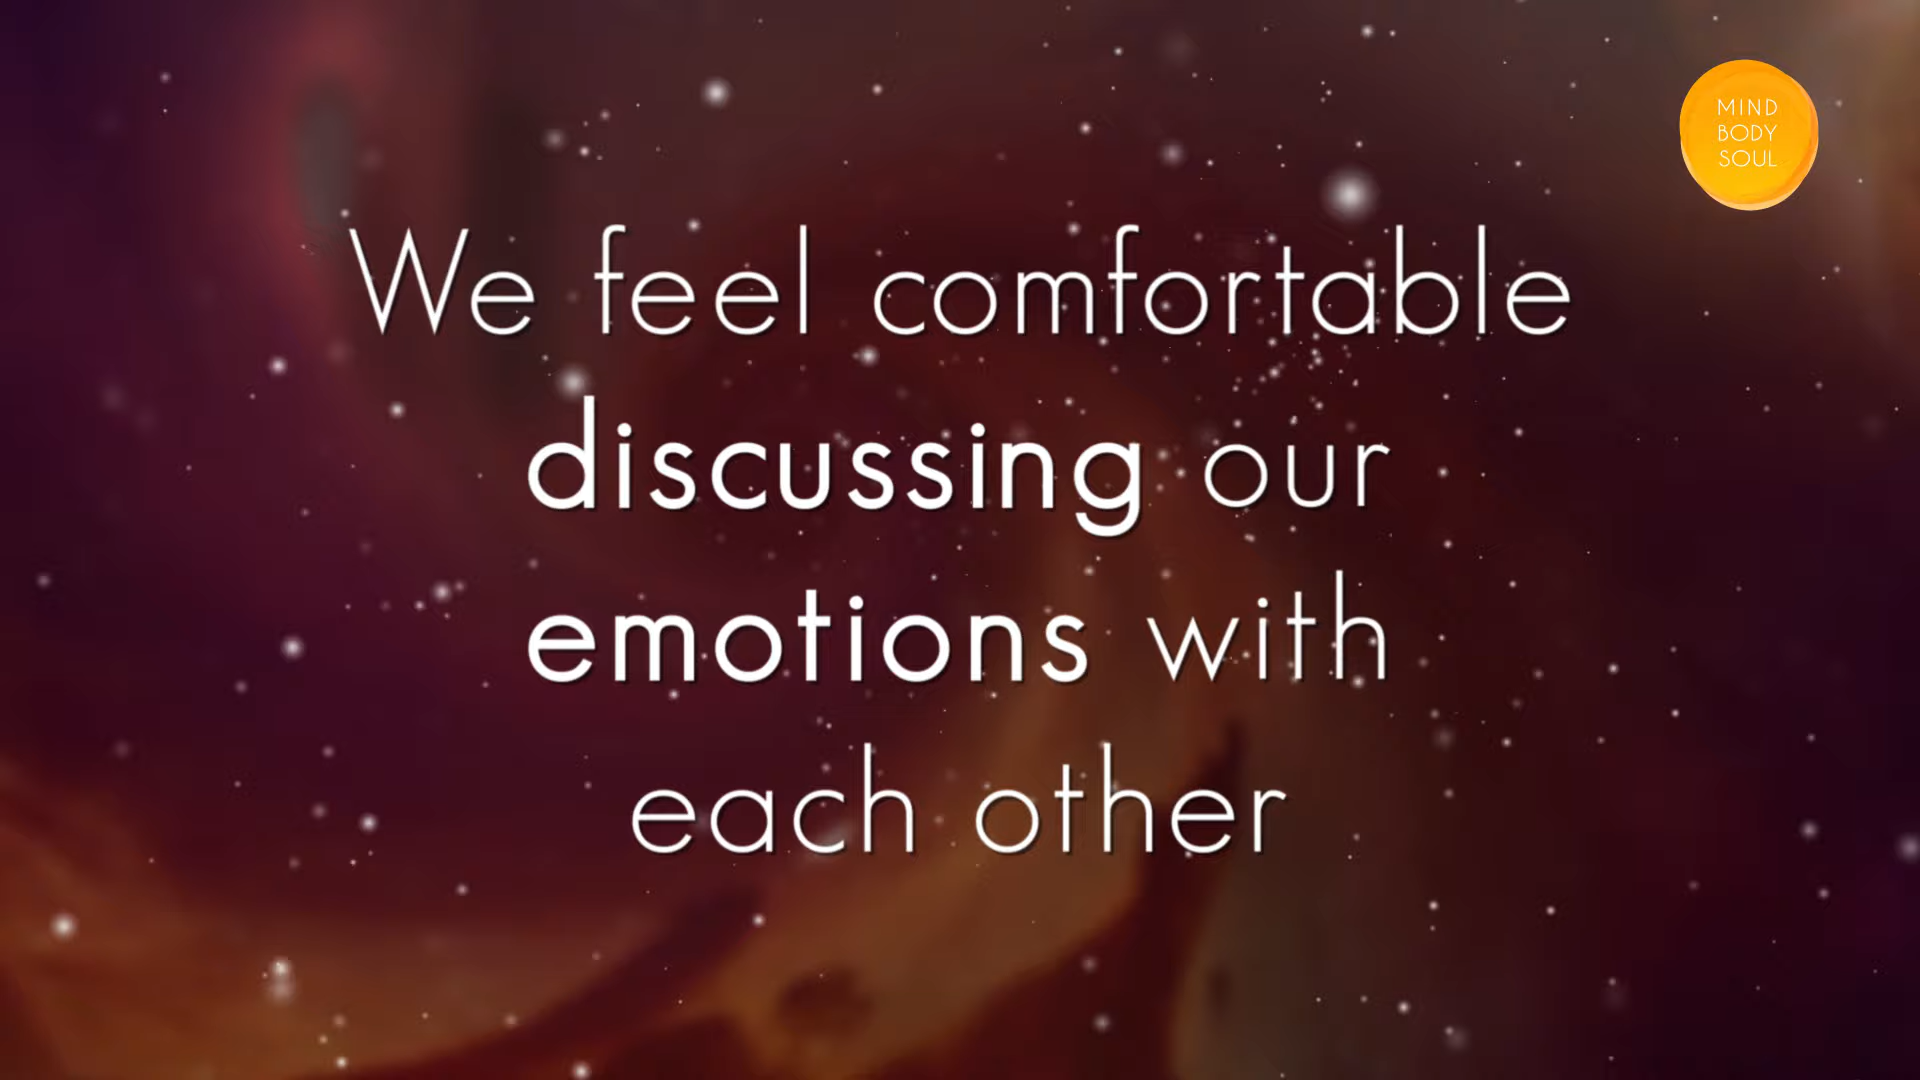 MIND
BODY
SOUL
We feel comfortable
discussing our
emotions with
each other